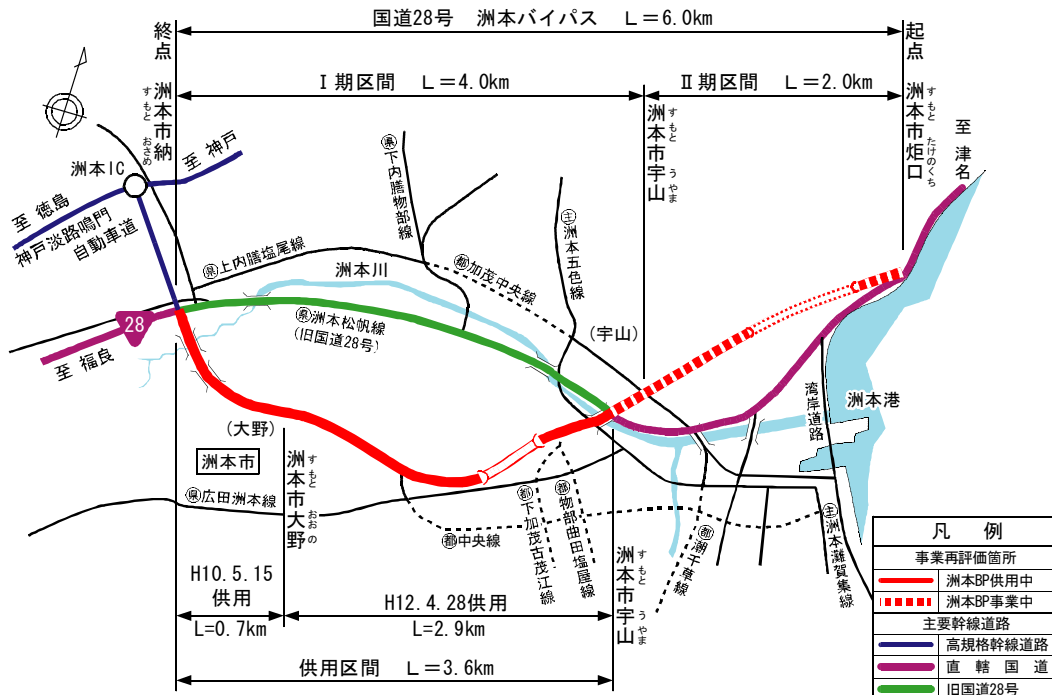 国道28号 洲本バイパス L=6.0km
終点
起点
Ⅰ期区間 L=4.0km
Ⅱ期区間 L=2.0km
洲本市納
すもと おさめ
洲本市宇山
すもと うやま
洲本市炬口
すもと たけのくち
至 津名
洲本IC
至 神戸
至 徳島
神戸淡路鳴門
自動車道
県下内膳物部線
主洲本五色線
県上内膳塩尾線
洲本川
都加茂中央線
28
県洲本松帆線
(旧国道28号)
(宇山)
至 福良
湾岸道路
洲本港
(大野)
洲本市
洲本市大野
すもと おおの
県広田洲本線
都中央線
都下加茂古茂江線
都物部曲田塩屋線
洲本市宇山
すもと うやま
都潮千草線
主洲本灘賀集線
H10.5.15
供用
L=0.7km
H12.4.28供用
L=2.9km
供用区間 L=3.6km
凡 例
事業再評価箇所
洲本BP供用中
洲本BP事業中
主要幹線道路
高規格幹線道路
直 轄 国 道
旧国道28号